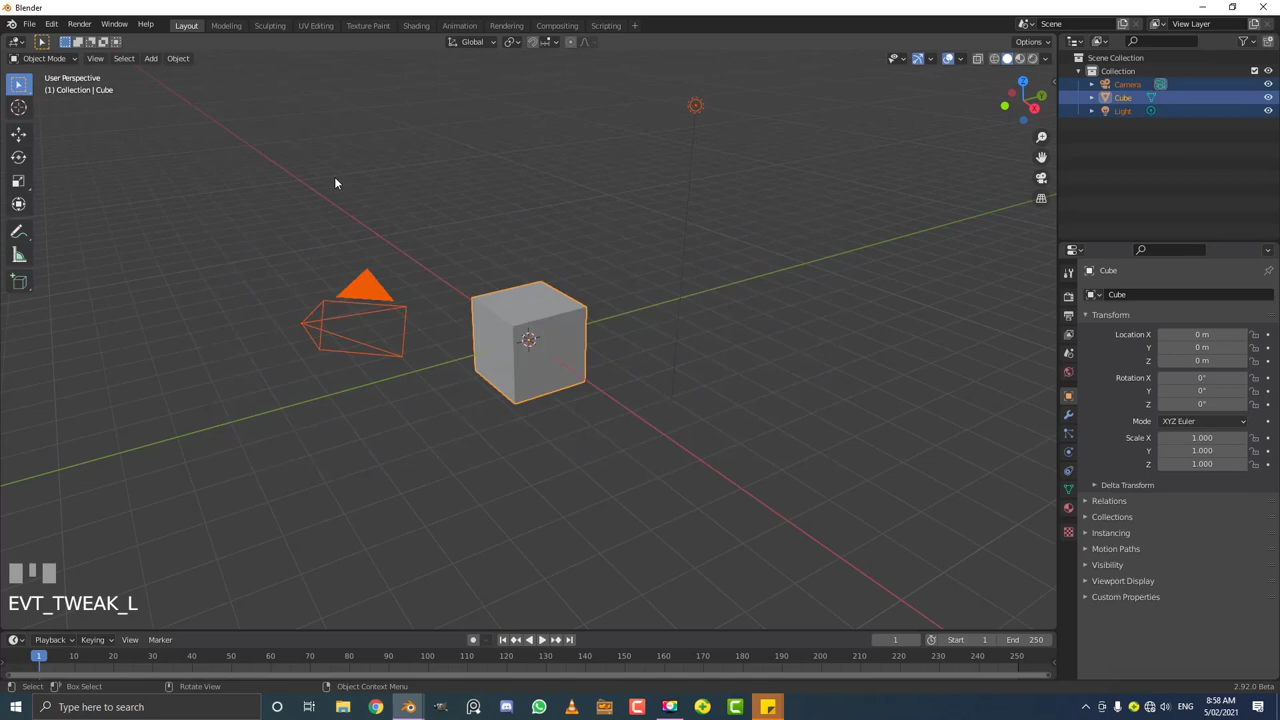 Blender
File Edit Render Window Help Layout Modeling Sculpting UV Editing Texture Paint Shading Animation Rendering Compositing Scripting + Scene View Layer
Global Options
Object Mode View Select Add Object
User Perspective
(1) Collection | Cube
Z
Y
X
Scene Collection
Collection
Camera
Cube
Light
Cube
Cube
Transform
Location X 0 m
Y 0 m
Z 0 m
Rotation X 0°
Y 0°
Z 0°
Mode XYZ Euler
Scale X 1.000
Y 1.000
Z 1.000
Delta Transform
Relations
Collections
Instancing
Motion Paths
Visibility
Viewport Display
Custom Properties
EVT_TWEAK_L
Playback Keying View Marker 1 Start 1 End 250
1 10 20 30 40 50 60 70 80 90 100 110 120 130 140 150 160 170 180 190 200 210 220 230 240 250
Select Box Select Rotate View Object Context Menu 2.92.0 Beta
Type here to search ENG 8:58 AM
5/02/2021